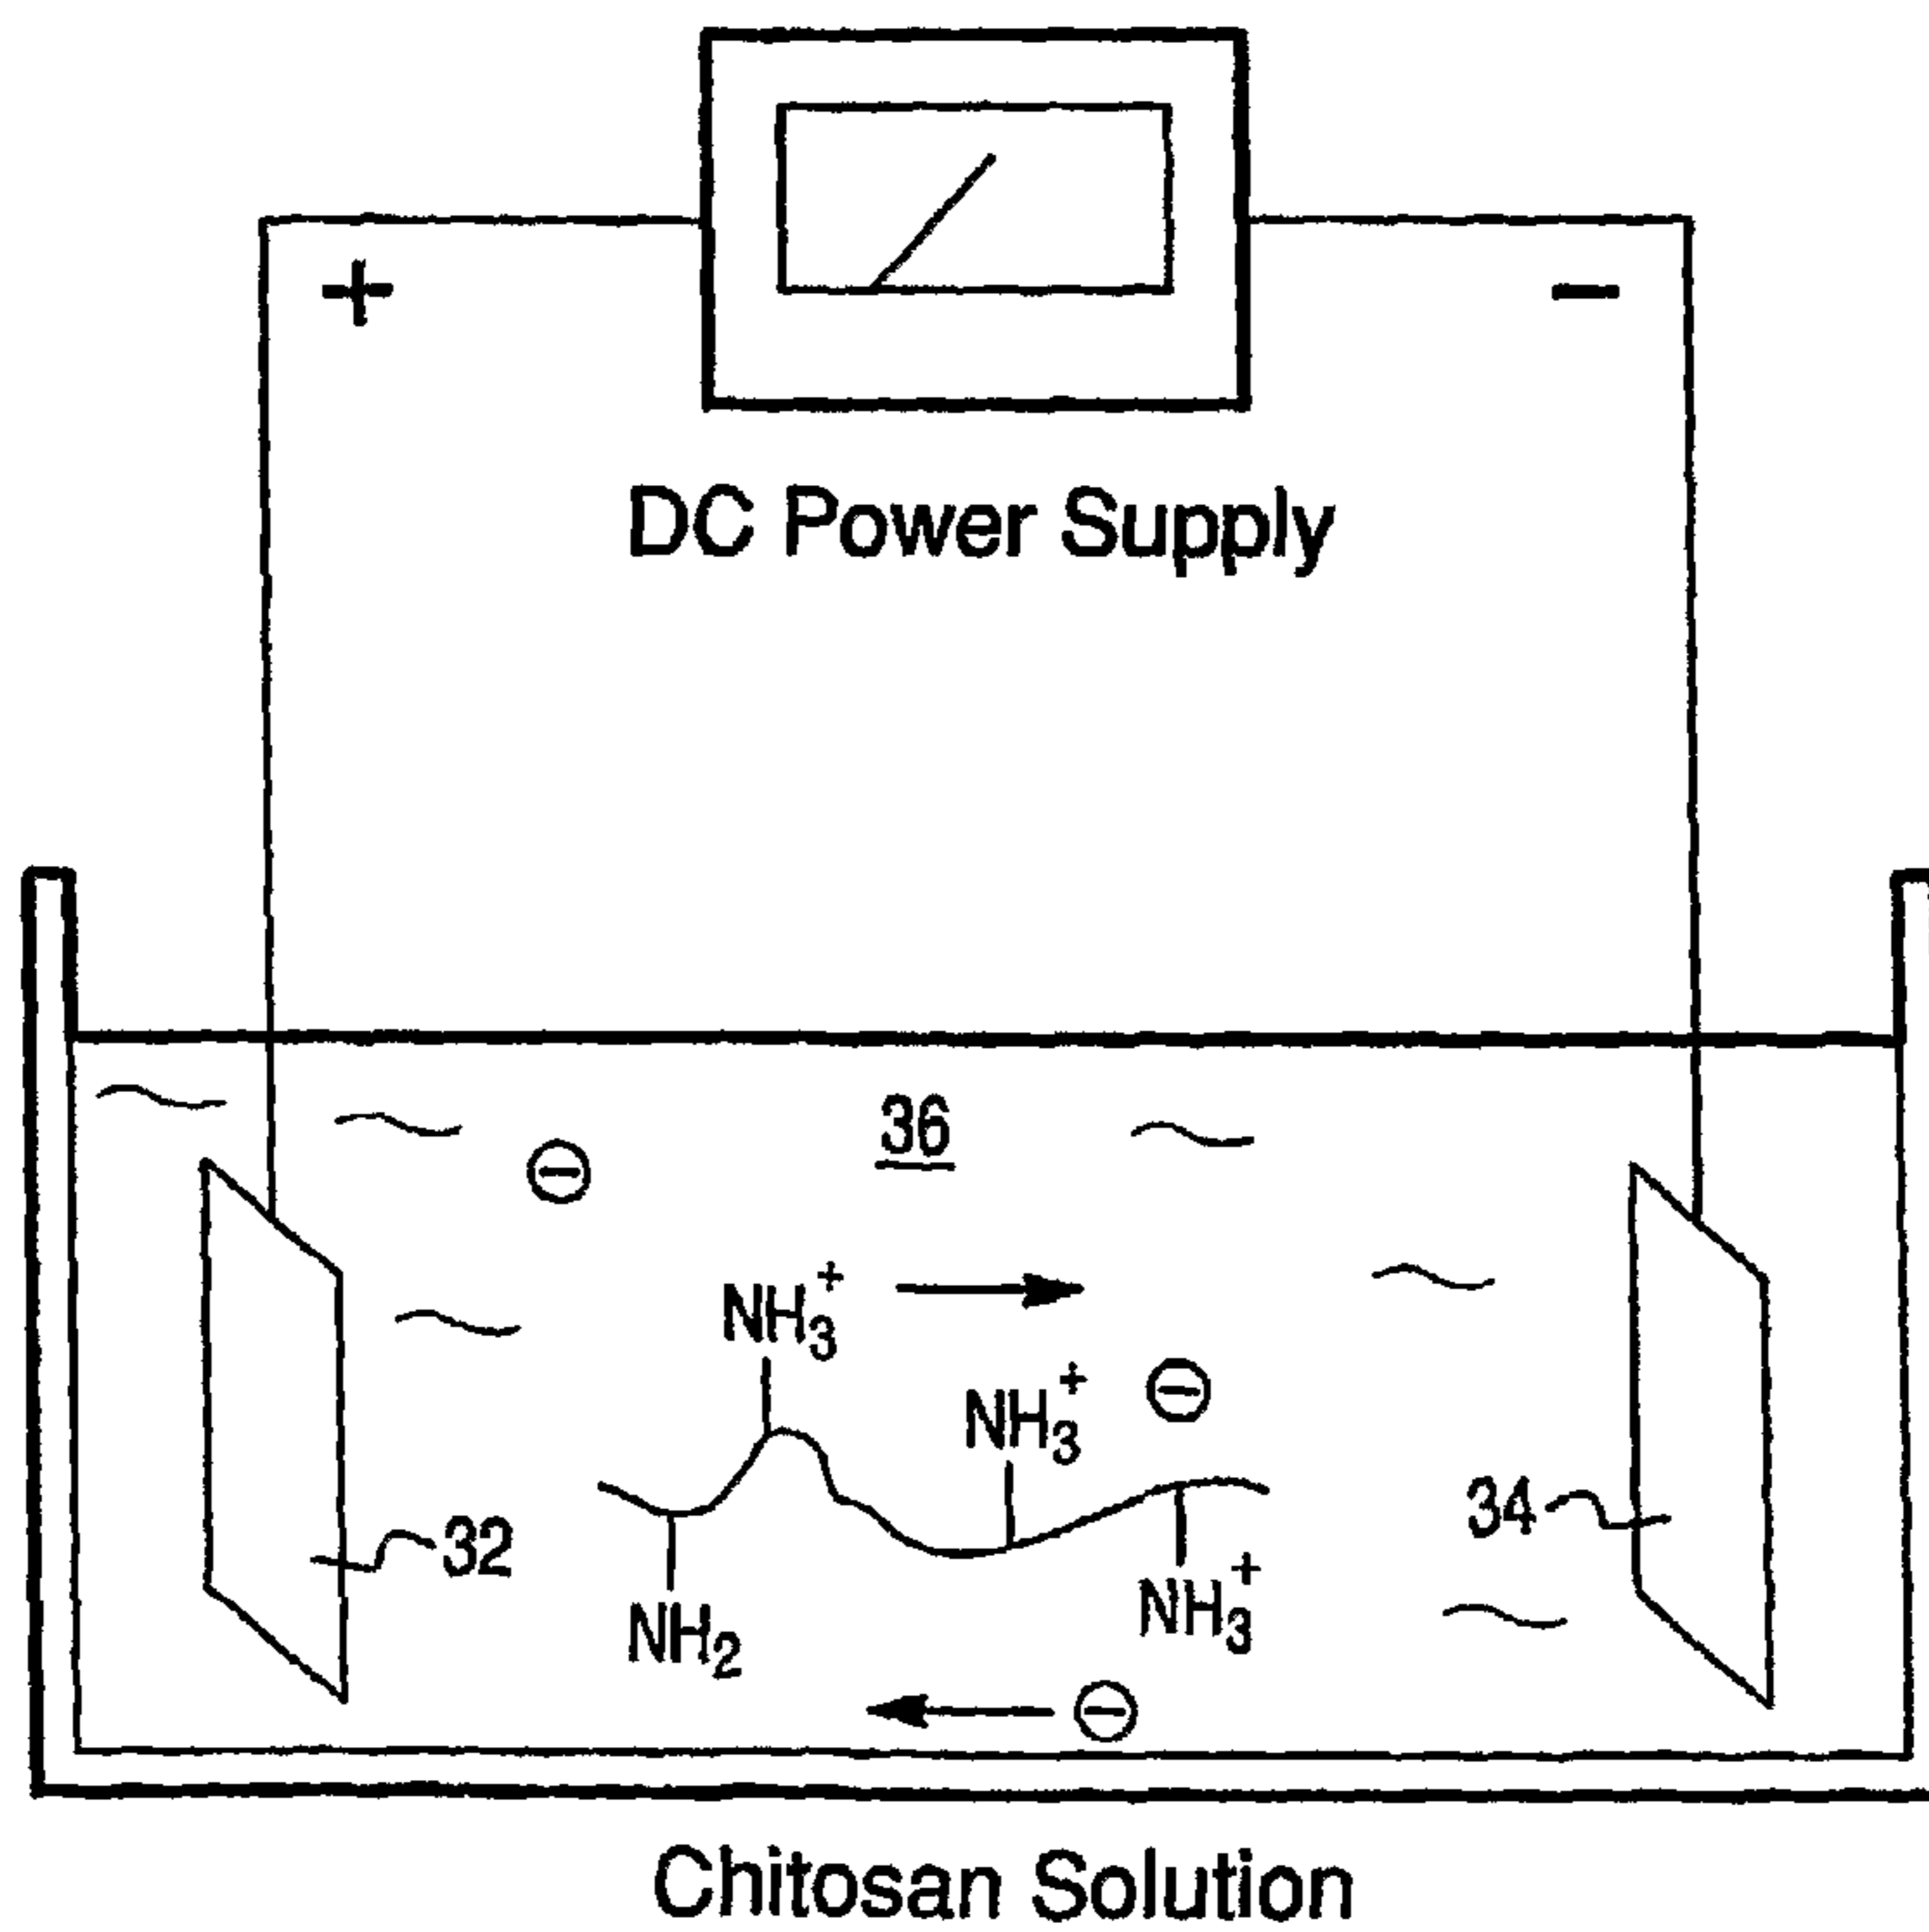 +
−
DC Power Supply
⊖
36
NH₃⁺
NH₃⁺
⊖
34
32
NH₂
NH₃⁺
⊖
Chitosan Solution